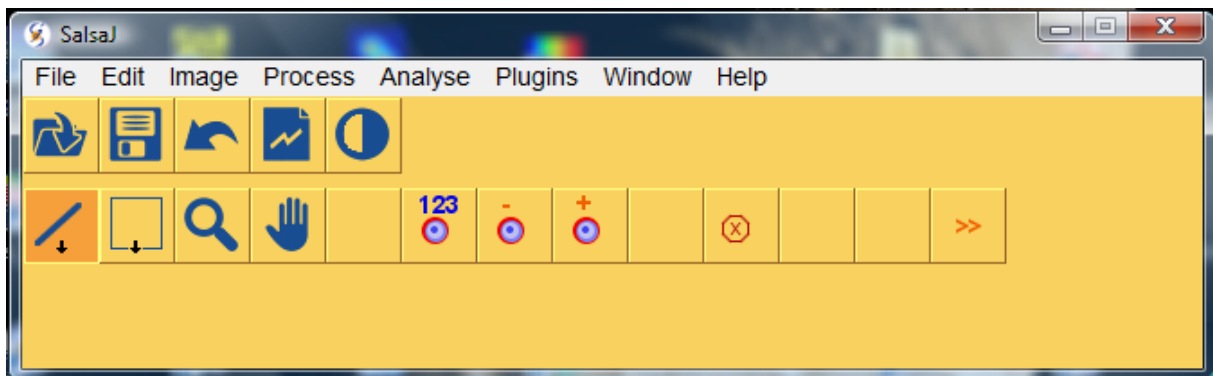 SalsaJ
File Edit Image Process Analyse Plugins Window Help
123
- +
X
>>